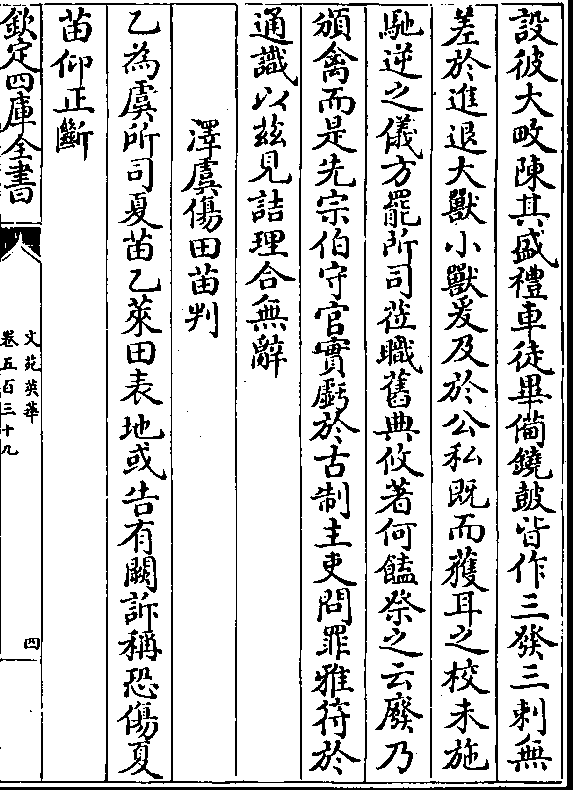 設彼大畋陳其盛禮車徒畢備鐃鼓皆作三發三刺無
差於進退大獸小獸爰及於公私既而獲耳之校未施
馳逆之儀方罷所司莅職舊典攸著何饁祭之云廢乃
頒禽而是先宗伯守官實虧於古制主吏問罪雅符於
通識以兹見詰理合無辭
澤虞傷田苗判
乙為虞所司夏苗乙萊田表地或告有闕訴稱恐傷夏
苗仰正斷
欽定四庫全書
文苑英華
卷五百三十九
四